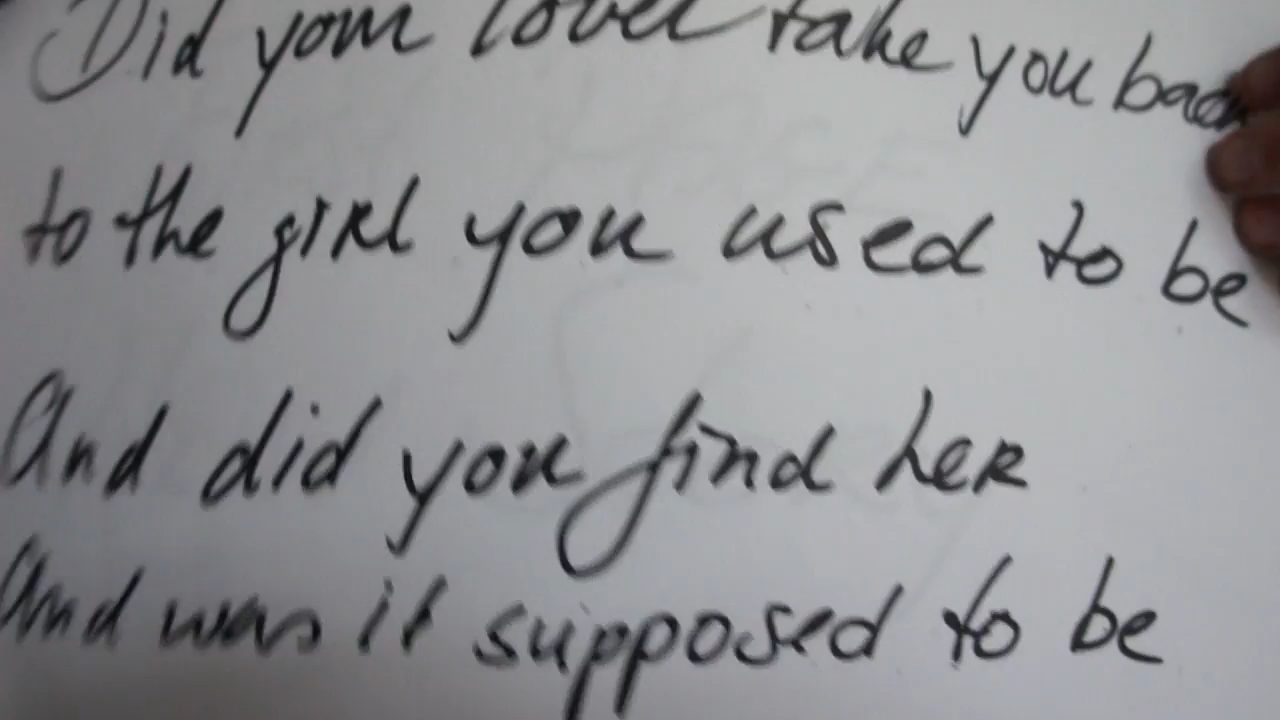 Did your lover take you back
to the girl you used to be
And did you find her
And was it supposed to be